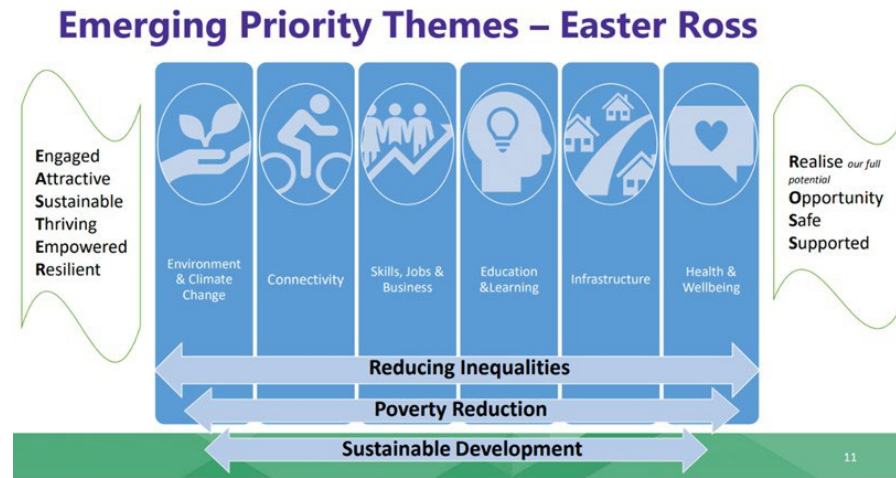 Emerging Priority Themes – Easter Ross
Engaged
Attractive
Sustainable
Thriving
Empowered
Resilient
Environment
& Climate
Change
Connectivity
Skills, Jobs &
Business
Education
&Learning
Infrastructure
Health &
Wellbeing
Realise our full
potential
Opportunity
Safe
Supported
Reducing Inequalities
Poverty Reduction
Sustainable Development
11